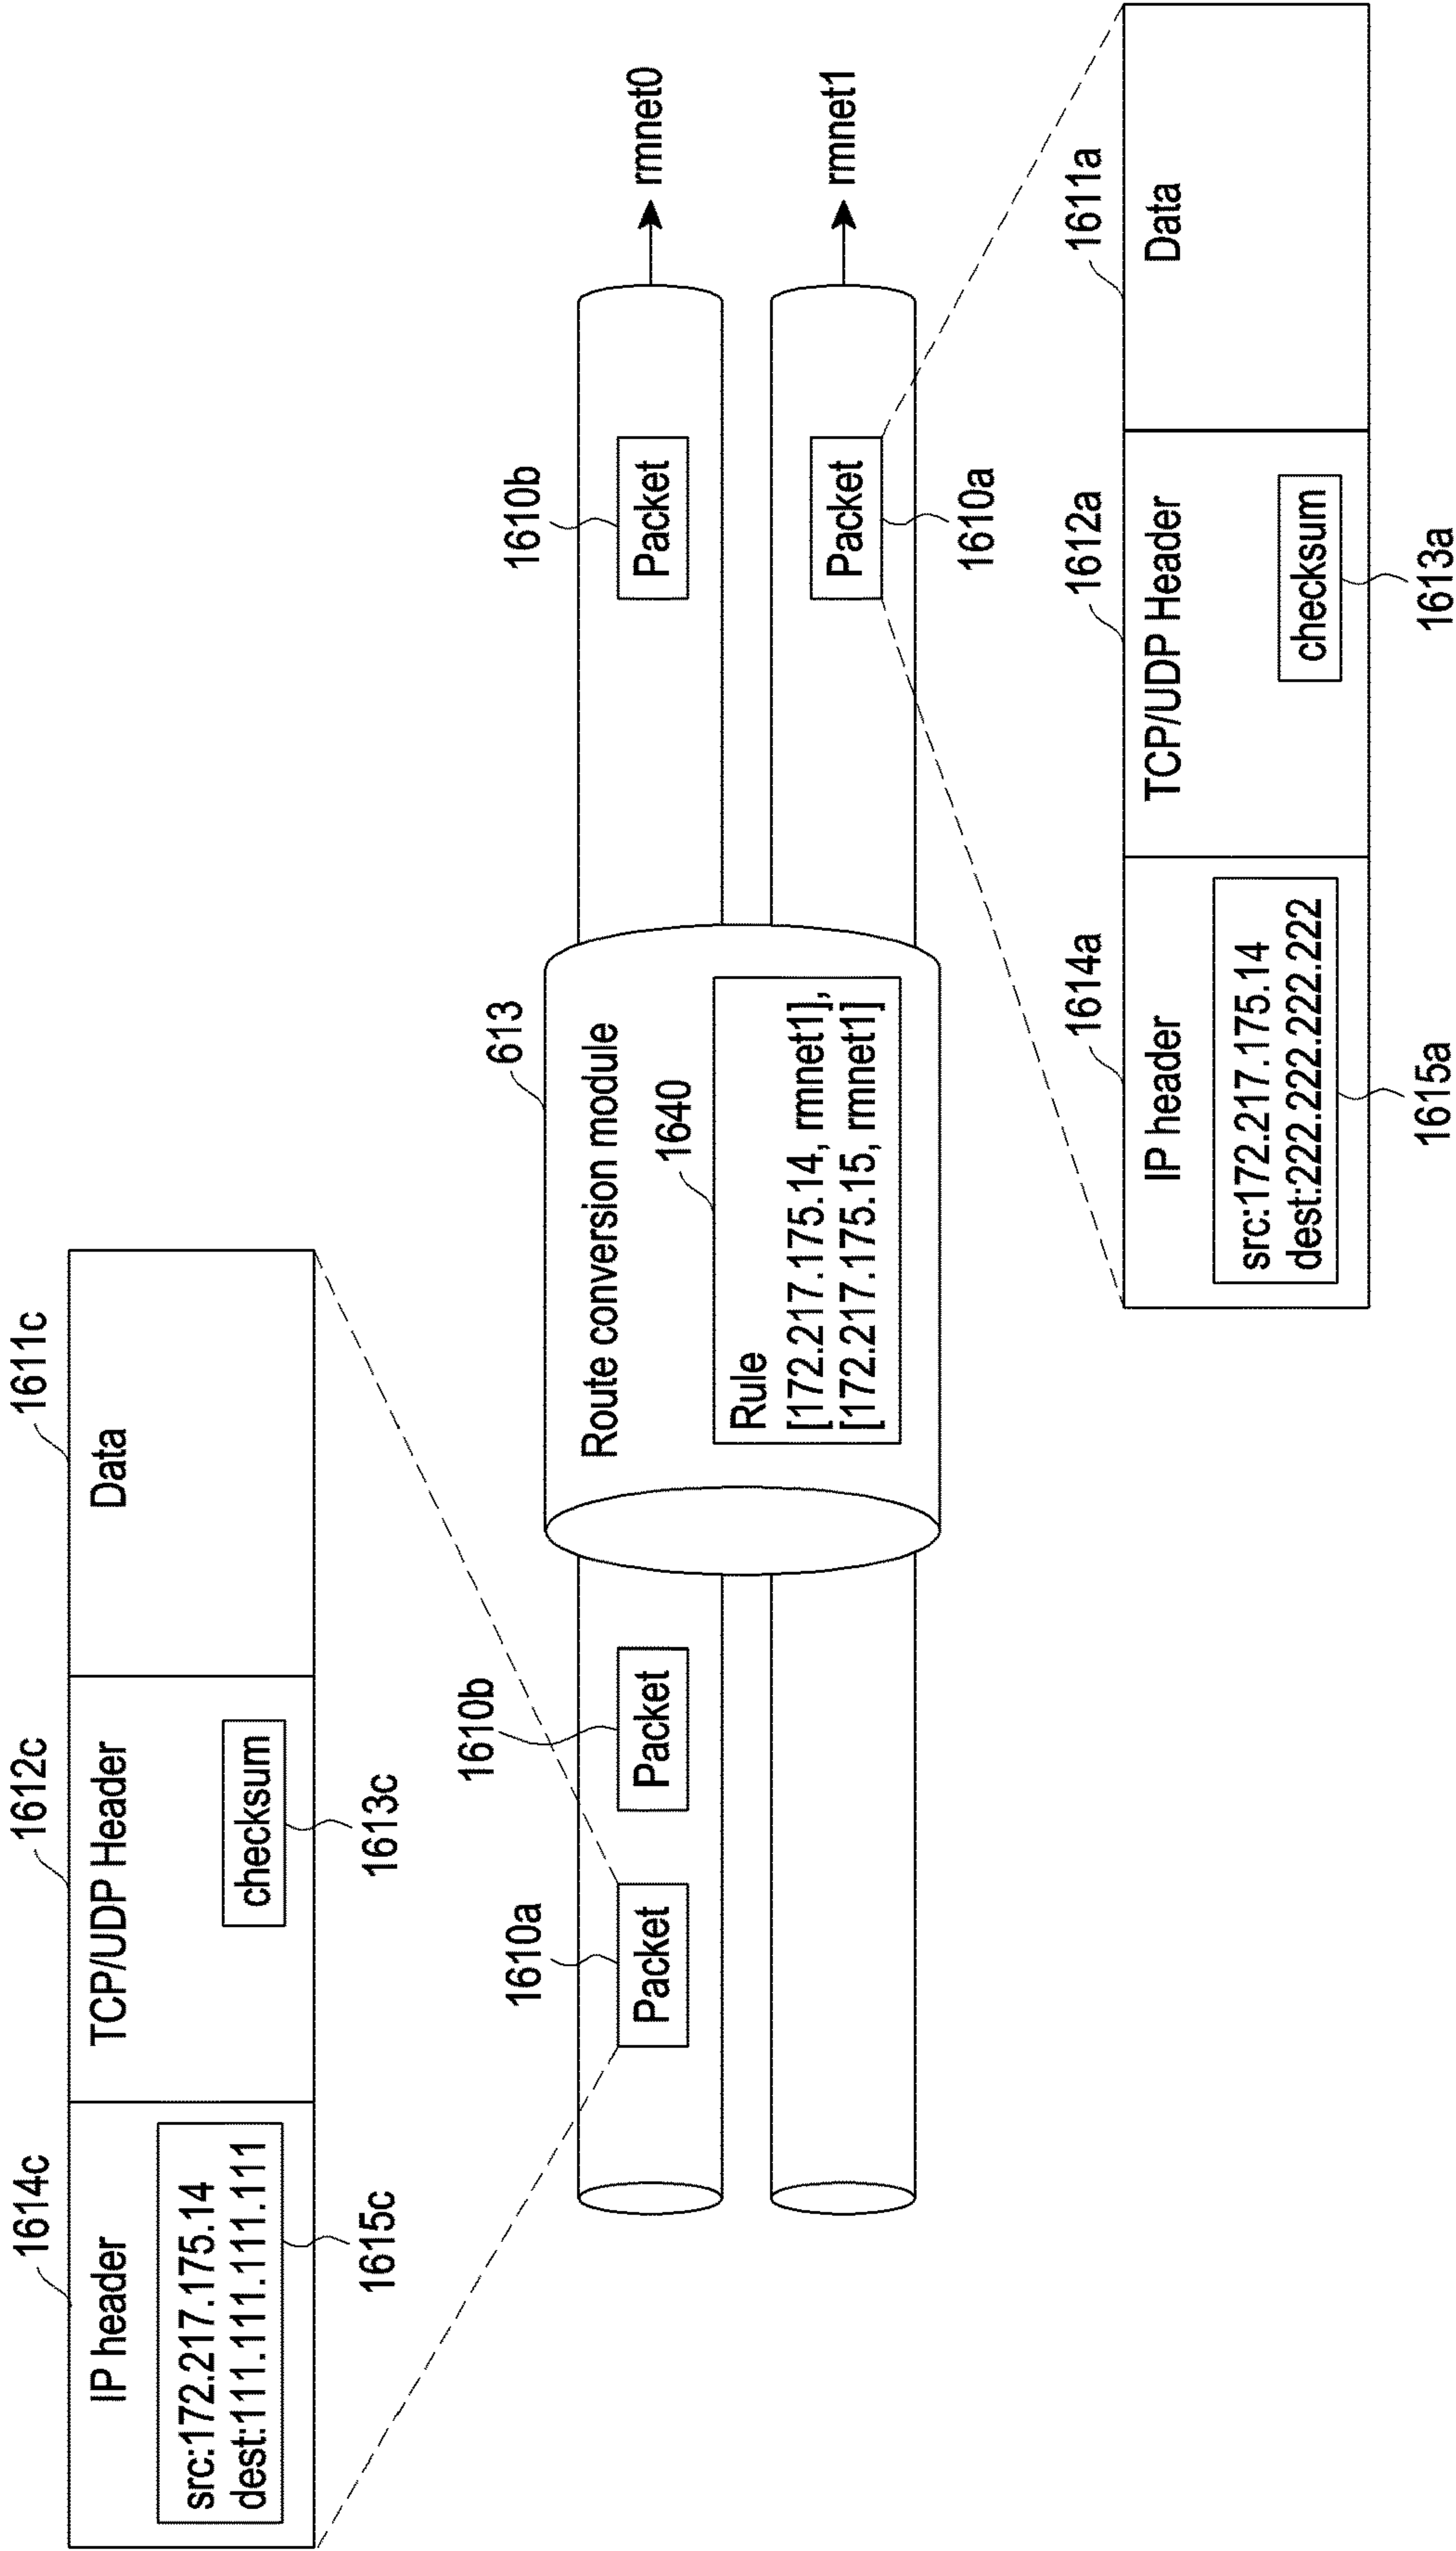 1614c
1612c
1611c
IP header
TCP/UDP Header
Data
src:172.217.175.14
dest:111.111.111.111
checksum
1615c
1613c
1610a
1610b
613
1610b
Packet
Packet
Route conversion module
Packet
rmnet0
1640
Rule
[172.217.175.14, rmnet1],
[172.217.175.15, rmnet1]
Packet
rmnet1
1610a
1614a
1612a
1611a
IP header
TCP/UDP Header
Data
src:172.217.175.14
dest:222.222.222.222
checksum
1615a
1613a